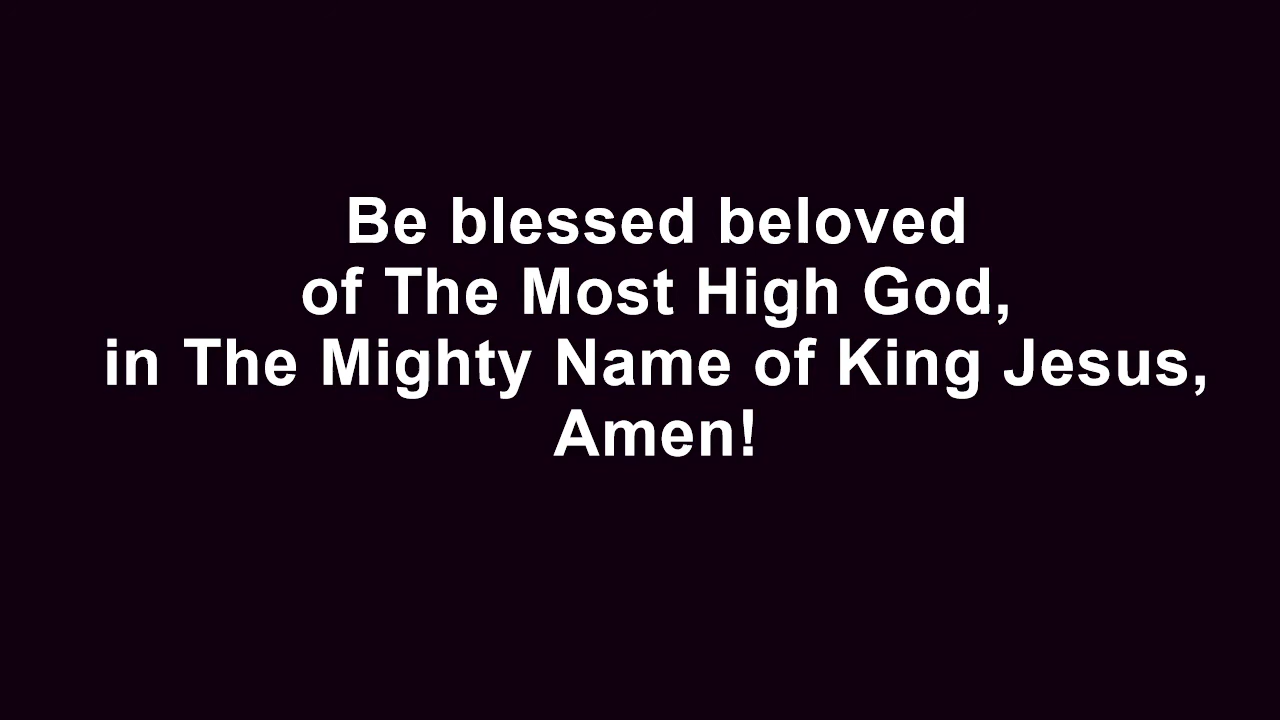 Be blessed beloved
of The Most High God,
in The Mighty Name of King Jesus,
Amen!